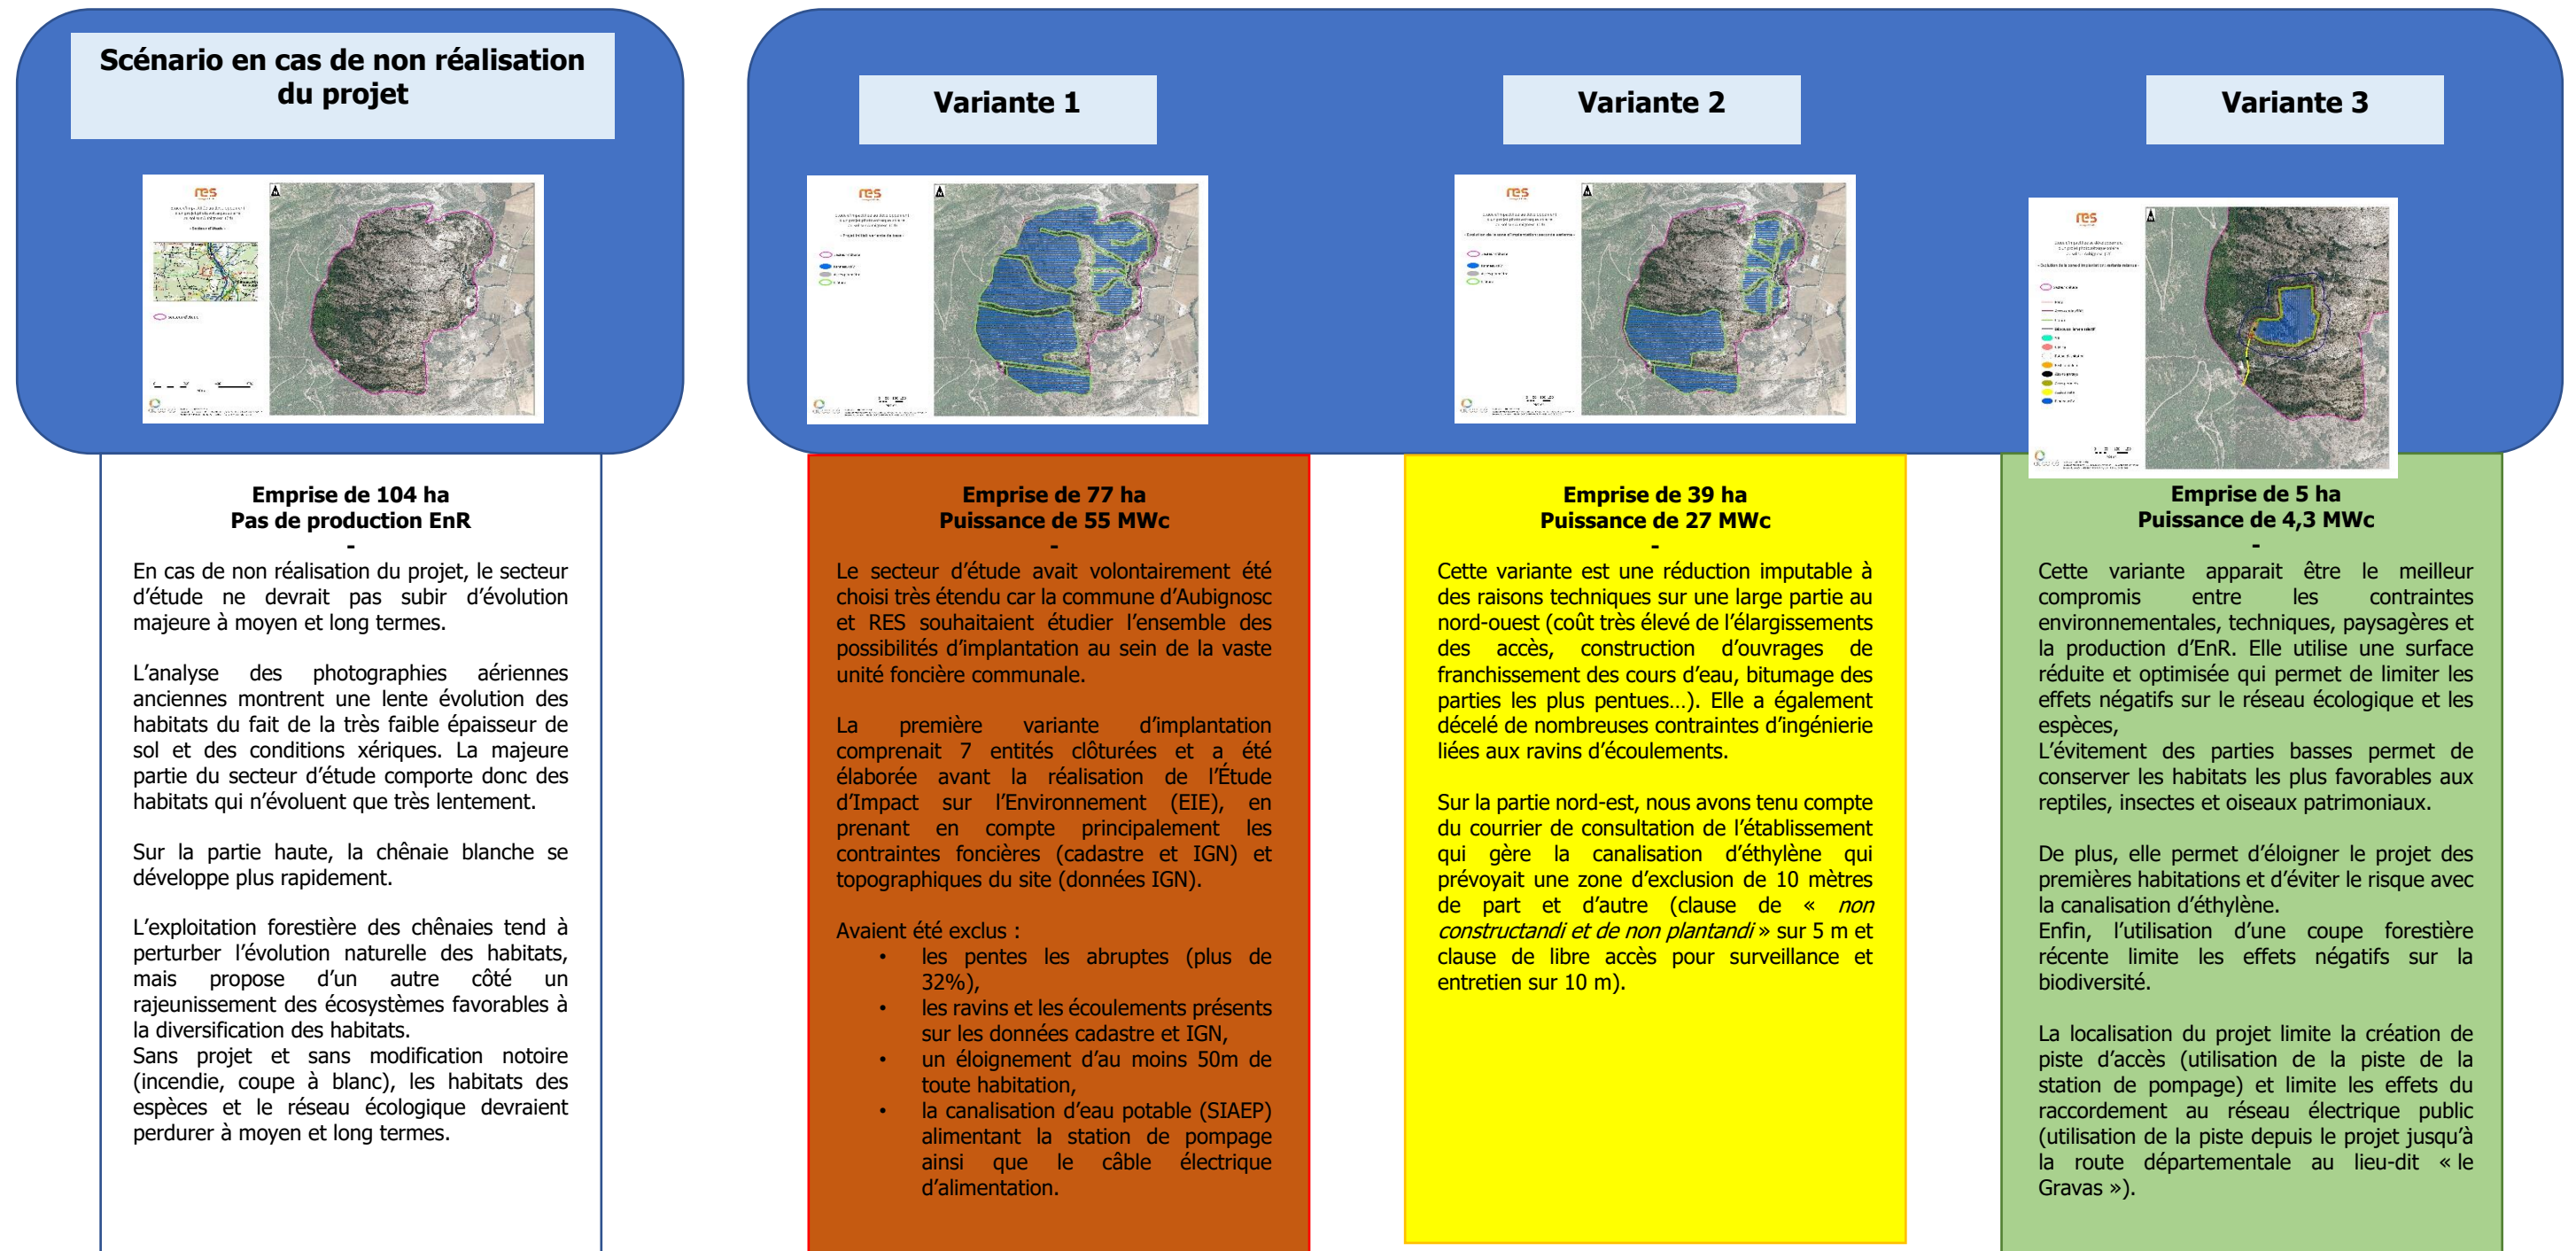 Scénario en cas de non réalisation
du projet
res
Emprise de 104 ha
Pas de production EnR
-
En cas de non réalisation du projet, le secteur
d’étude ne devrait pas subir d’évolution
majeure à moyen et long termes.
L’analyse des photographies aériennes
anciennes montrent une lente évolution des
habitats du fait de la très faible épaisseur de
sol et des conditions xériques. La majeure
partie du secteur d’étude comporte donc des
habitats qui n’évoluent que très lentement.
Sur la partie haute, la chênaie blanche se
développe plus rapidement.
L’exploitation forestière des chênaies tend à
perturber l’évolution naturelle des habitats,
mais propose d’un autre côté un
rajeunissement des écosystèmes favorables à
la diversification des habitats.
Sans projet et sans modification notoire
(incendie, coupe à blanc), les habitats des
espèces et le réseau écologique devraient
perdurer à moyen et long termes.
Variante 1
res
Emprise de 77 ha
Puissance de 55 MWc
-
Le secteur d’étude avait volontairement été
choisi très étendu car la commune d’Aubignosc
et RES souhaitaient étudier l’ensemble des
possibilités d’implantation au sein de la vaste
unité foncière communale.
La première variante d’implantation
comprenait 7 entités clôturées et a été
élaborée avant la réalisation de l’Étude
d’Impact sur l’Environnement (EIE), en
prenant en compte principalement les
contraintes foncières (cadastre et IGN) et
topographiques du site (données IGN).
Avaient été exclus :
• les pentes les abruptes (plus de
32%),
• les ravins et les écoulements présents
sur les données cadastre et IGN,
• un éloignement d’au moins 50m de
toute habitation,
• la canalisation d’eau potable (SIAEP)
alimentant la station de pompage
ainsi que le câble électrique
d’alimentation.
Variante 2
res
Emprise de 39 ha
Puissance de 27 MWc
-
Cette variante est une réduction imputable à
des raisons techniques sur une large partie au
nord-ouest (coût très élevé de l’élargissements
des accès, construction d’ouvrages de
franchissement des cours d’eau, bitumage des
parties les plus pentues…). Elle a également
décelé de nombreuses contraintes d’ingénierie
liées aux ravins d’écoulements.
Sur la partie nord-est, nous avons tenu compte
du courrier de consultation de l’établissement
qui gère la canalisation d’éthylène qui
prévoyait une zone d’exclusion de 10 mètres
de part et d’autre (clause de « non
constructandi et de non plantandi » sur 5 m et
clause de libre accès pour surveillance et
entretien sur 10 m).
Variante 3
res
Emprise de 5 ha
Puissance de 4,3 MWc
-
Cette variante apparait être le meilleur
compromis entre les contraintes
environnementales, techniques, paysagères et
la production d’EnR. Elle utilise une surface
réduite et optimisée qui permet de limiter les
effets négatifs sur le réseau écologique et les
espèces,
L’évitement des parties basses permet de
conserver les habitats les plus favorables aux
reptiles, insectes et oiseaux patrimoniaux.
De plus, elle permet d’éloigner le projet des
premières habitations et d’éviter le risque avec
la canalisation d’éthylène.
Enfin, l’utilisation d’une coupe forestière
récente limite les effets négatifs sur la
biodiversité.
La localisation du projet limite la création de
piste d’accès (utilisation de la piste de la
station de pompage) et limite les effets du
raccordement au réseau électrique public
(utilisation de la piste depuis le projet jusqu’à
la route départementale au lieu-dit « le
Gravas »).